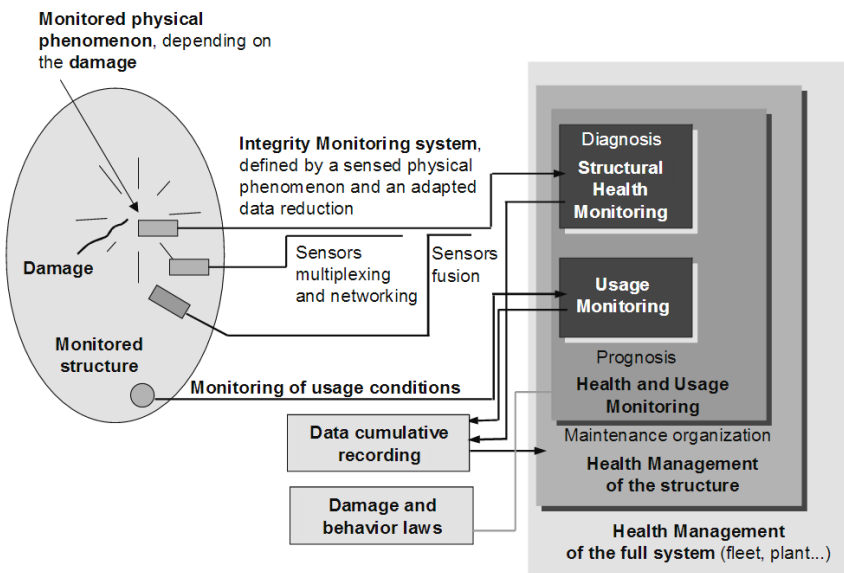 Monitored physical
phenomenon, depending on
the damage
Integrity Monitoring system,
defined by a sensed physical
phenomenon and an adapted
data reduction
Damage
Sensors
multiplexing
and networking
Sensors
fusion
Monitored
structure
Monitoring of usage conditions
Data cumulative
recording
Damage and
behavior laws
Diagnosis
Structural
Health
Monitoring
Usage
Monitoring
Prognosis
Health and Usage
Monitoring
Maintenance organization
Health Management
of the structure
Health Management
of the full system (fleet, plant...)